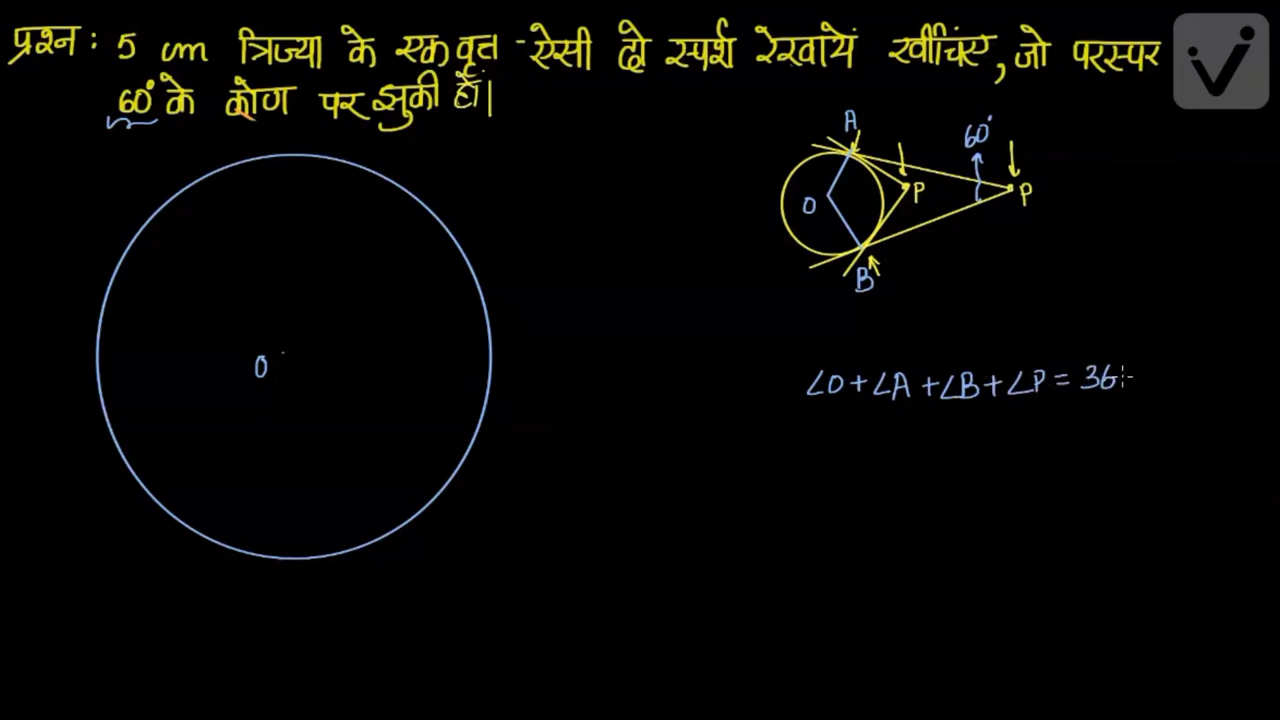 प्रश्न : 5 cm त्रिज्या के एक वृत्त - ऐसी दो स्पर्श रेखायें खींचिए, जो परस्पर
60° के कोण पर झुकी हों।
A
60°
O
P
P
B
O
∠O + ∠A + ∠B + ∠P = 36